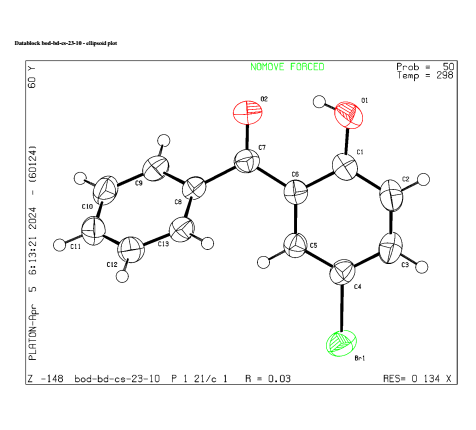 Datablock bod-bd-cs-23-10 - ellipsoid plot
NOMOVE FORCED
Prob = 50
Temp = 298
60 Y
PLATON-Apr 5 6:13:21 2024 - (60124)
O2
O1
C7
C1
C9
C6
C2
C8
C10
C13
C11
C5
C3
C12
C4
Br1
Z -148 bod-bd-cs-23-10 P 1 21/c 1 R = 0.03 RES= 0 134 X